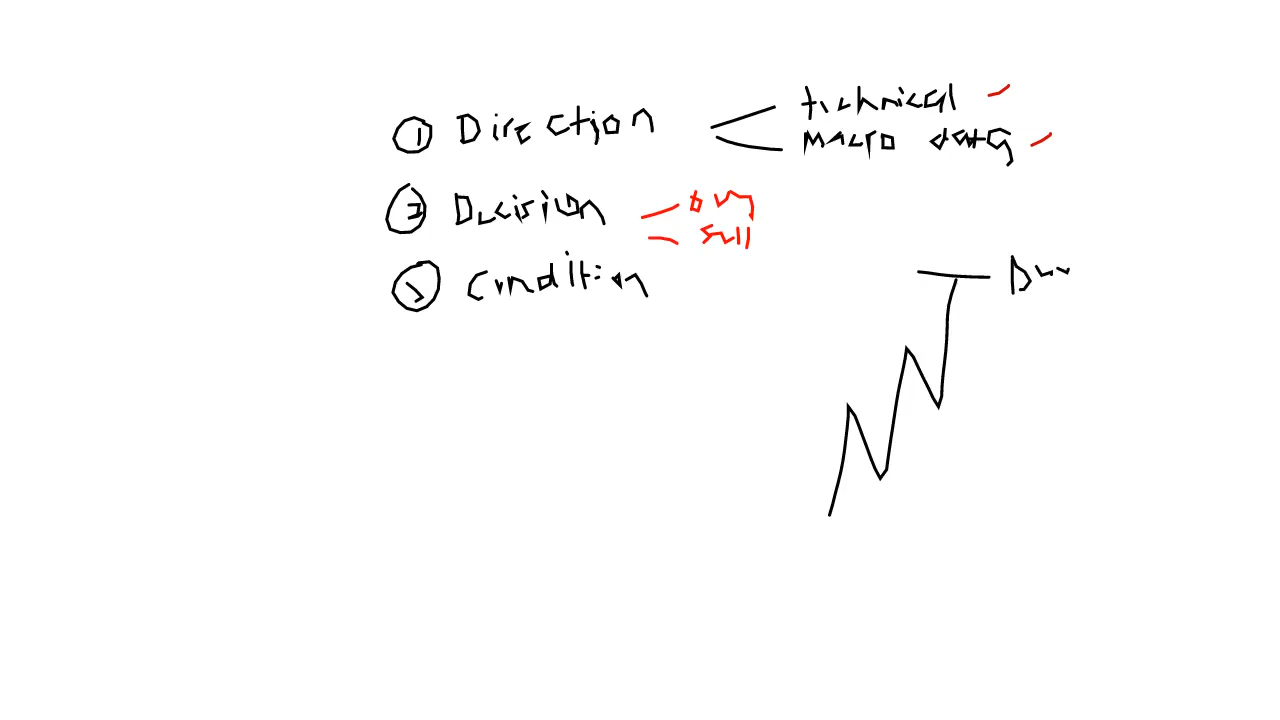 ① Direction
technical
macro data
② Decision
buy
sell
③ Condition